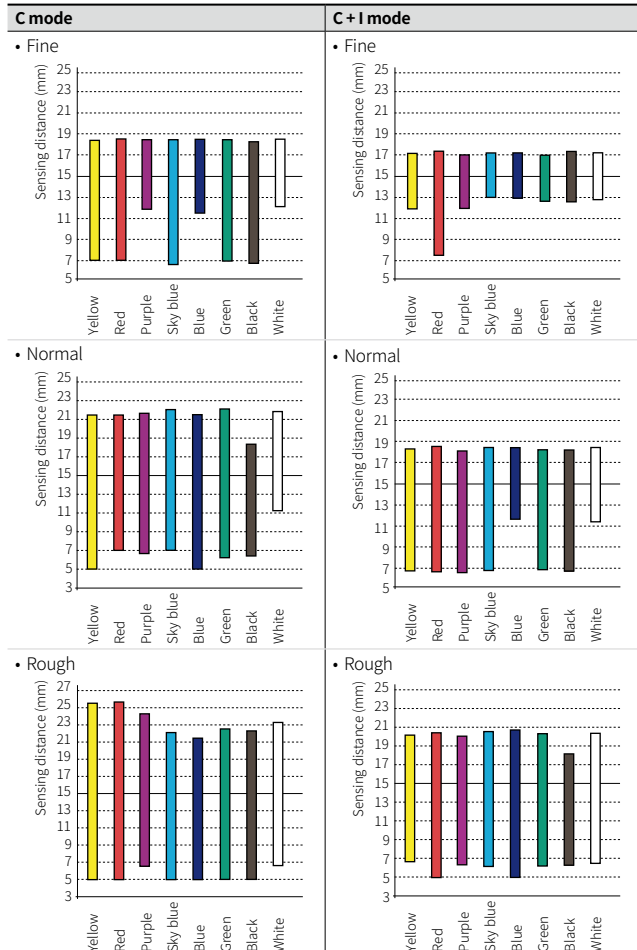 C mode
C + I mode
• Fine
Sensing distance (mm)
25
23
21
19
17
15
13
11
9
7
5
Yellow
Red
Purple
Sky blue
Blue
Green
Black
White
• Fine
Sensing distance (mm)
25
23
21
19
17
15
13
11
9
7
5
Yellow
Red
Purple
Sky blue
Blue
Green
Black
White
• Normal
Sensing distance (mm)
25
23
21
19
17
15
13
11
9
7
5
3
Yellow
Red
Purple
Sky blue
Blue
Green
Black
White
• Normal
Sensing distance (mm)
25
23
21
19
17
15
13
11
9
7
5
Yellow
Red
Purple
Sky blue
Blue
Green
Black
White
• Rough
Sensing distance (mm)
27
25
23
21
19
17
15
13
11
9
7
5
3
Yellow
Red
Purple
Sky blue
Blue
Green
Black
White
• Rough
Sensing distance (mm)
25
23
21
19
17
15
13
11
9
7
5
3
Yellow
Red
Purple
Sky blue
Blue
Green
Black
White